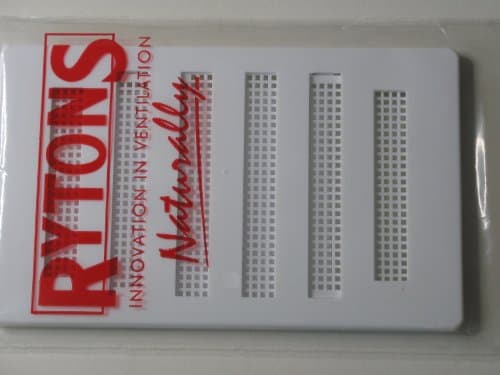 RYTONS
INNOVATION IN VENTILATION
Naturally